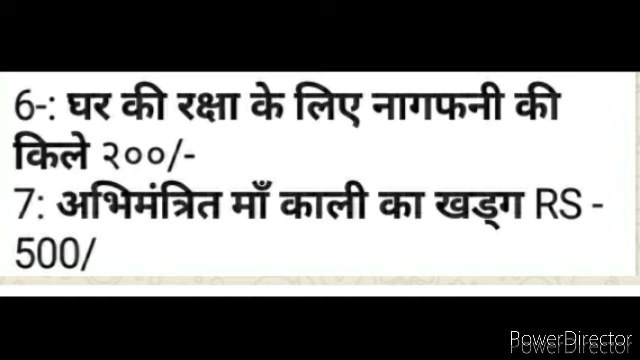 6-: घर की रक्षा के लिए नागफनी की
किले २००/-
7: अभिमंत्रित माँ काली का खड्ग RS -
500/
PowerDirector